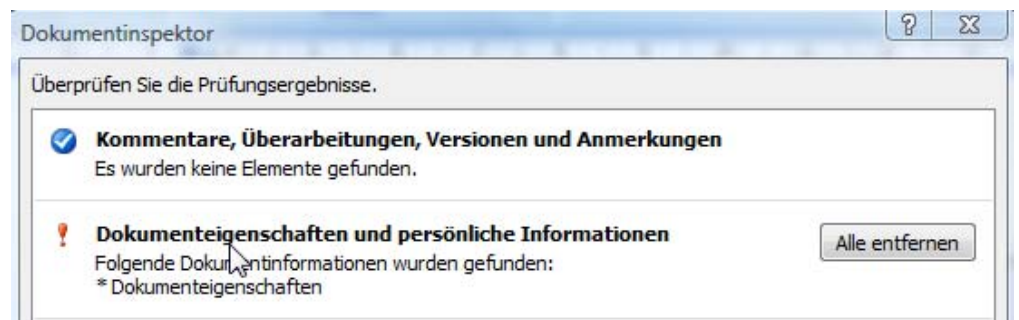 Dokumentinspektor
Überprüfen Sie die Prüfungsergebnisse.
Kommentare, Überarbeitungen, Versionen und Anmerkungen
Es wurden keine Elemente gefunden.
Dokumenteigenschaften und persönliche Informationen
Alle entfernen
Folgende Dokumentinformationen wurden gefunden:
* Dokumenteigenschaften